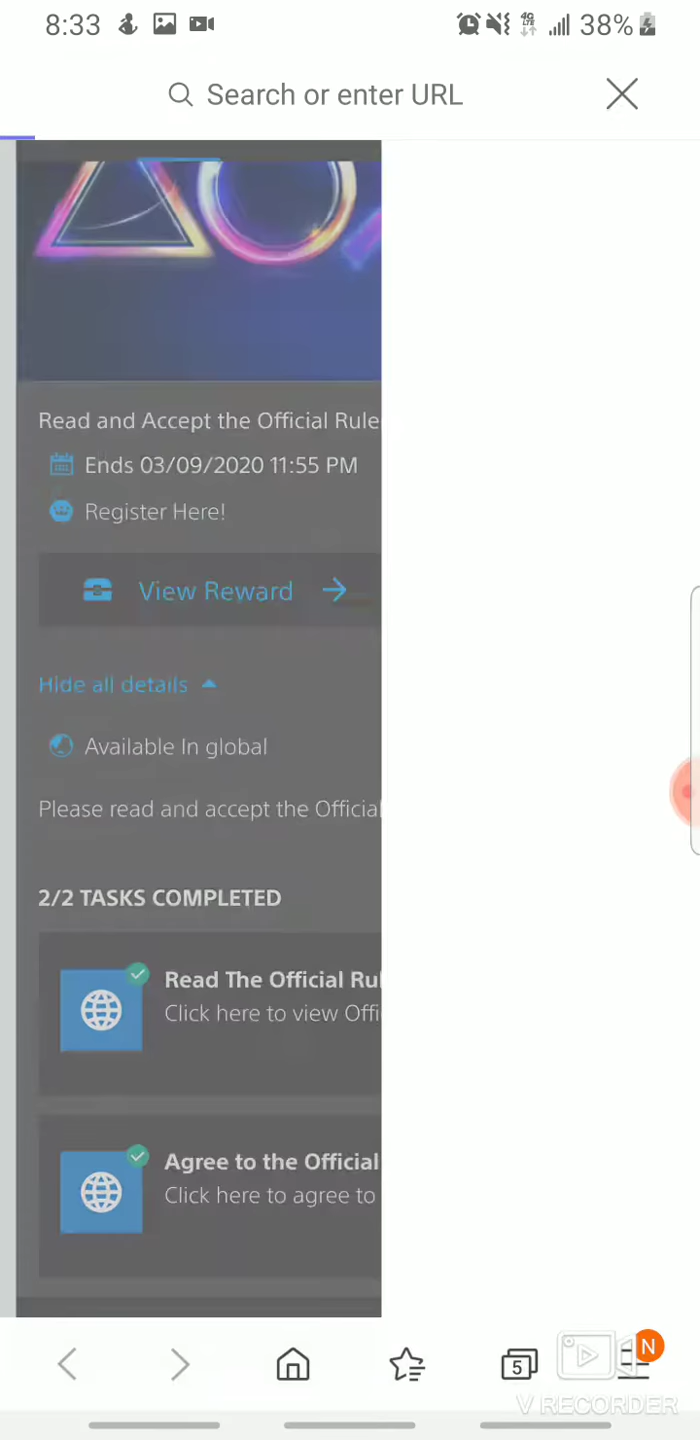 8:33
4G
LTE
38%
Search or enter URL
Read and Accept the Official Rule
Ends 03/09/2020 11:55 PM
Register Here!
View Reward
Hide all details
Available In global
Please read and accept the Official
2/2 TASKS COMPLETED
Read The Official Rul
Click here to view Offi
Agree to the Official
Click here to agree to
5
N
V RECORDER